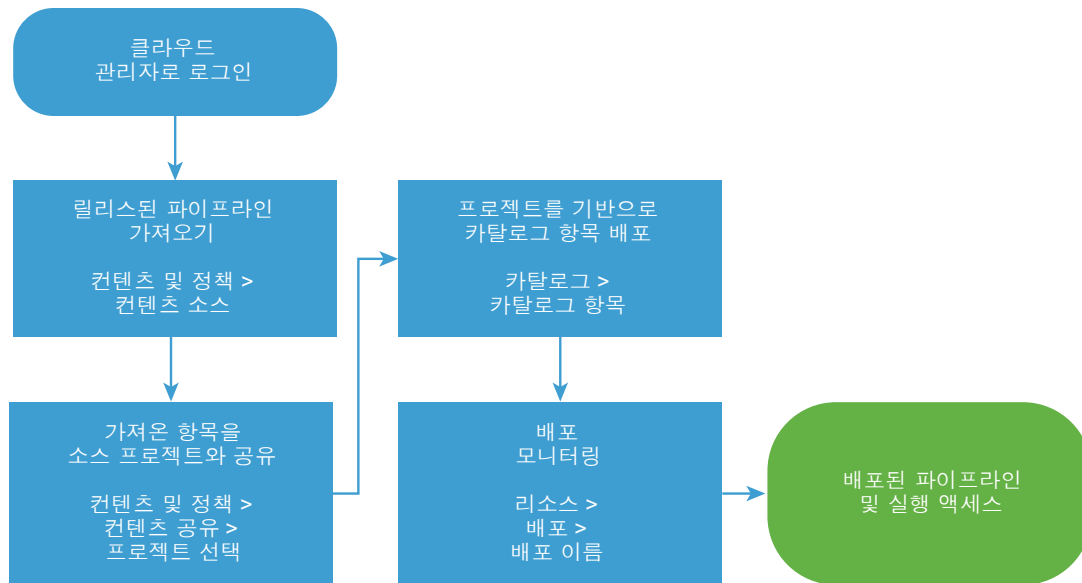 클라우드
관리자로 로그인
릴리스된 파이프라인
가져오기
컨텐츠 및 정책 >
컨텐츠 소스
가져온 항목을
소스 프로젝트와 공유
컨텐츠 및 정책 >
컨텐츠 공유 >
프로젝트 선택
프로젝트를 기반으로
카탈로그 항목 배포
카탈로그 >
카탈로그 항목
배포
모니터링
리소스 >
배포 >
배포 이름
배포된 파이프라인
및 실행 액세스